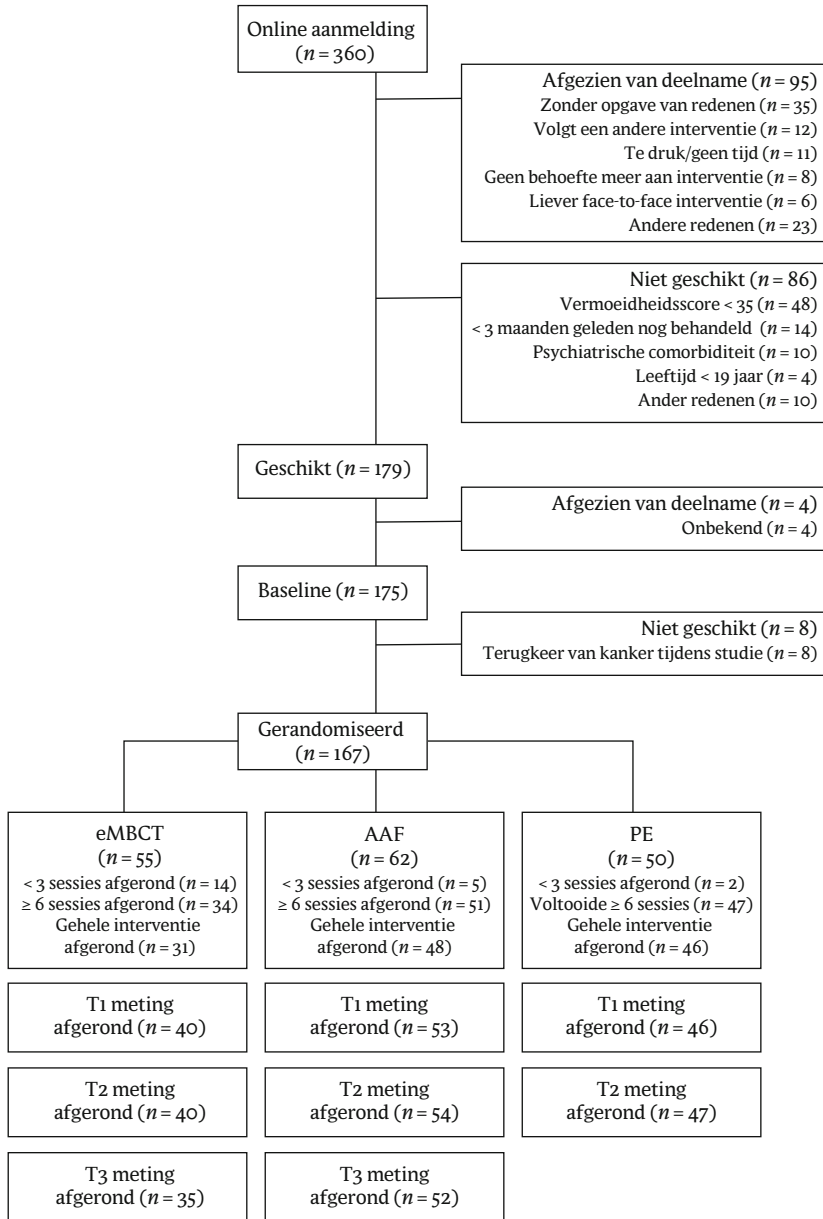 Online aanmelding
(n = 360)
Afgezien van deelname (n = 95)
Zonder opgave van redenen (n = 35)
Volgt een andere interventie (n = 12)
Te druk/geen tijd (n = 11)
Geen behoefte meer aan interventie (n = 8)
Liever face-to-face interventie (n = 6)
Andere redenen (n = 23)
Niet geschikt (n = 86)
Vermoeidheidsscore < 35 (n = 48)
< 3 maanden geleden nog behandeld (n = 14)
Psychiatrische comorbiditeit (n = 10)
Leeftijd < 19 jaar (n = 4)
Ander redenen (n = 10)
Geschikt (n = 179)
Afgezien van deelname (n = 4)
Onbekend (n = 4)
Baseline (n = 175)
Niet geschikt (n = 8)
Terugkeer van kanker tijdens studie (n = 8)
Gerandomiseerd
(n = 167)
eMBCT
(n = 55)
< 3 sessies afgerond (n = 14)
≥ 6 sessies afgerond (n = 34)
Gehele interventie
afgerond (n = 31)
AAF
(n = 62)
< 3 sessies afgerond (n = 5)
≥ 6 sessies afgerond (n = 51)
Gehele interventie
afgerond (n = 48)
PE
(n = 50)
< 3 sessies afgerond (n = 2)
Voltooide ≥ 6 sessies (n = 47)
Gehele interventie
afgerond (n = 46)
T1 meting
afgerond (n = 40)
T1 meting
afgerond (n = 53)
T1 meting
afgerond (n = 46)
T2 meting
afgerond (n = 40)
T2 meting
afgerond (n = 54)
T2 meting
afgerond (n = 47)
T3 meting
afgerond (n = 35)
T3 meting
afgerond (n = 52)